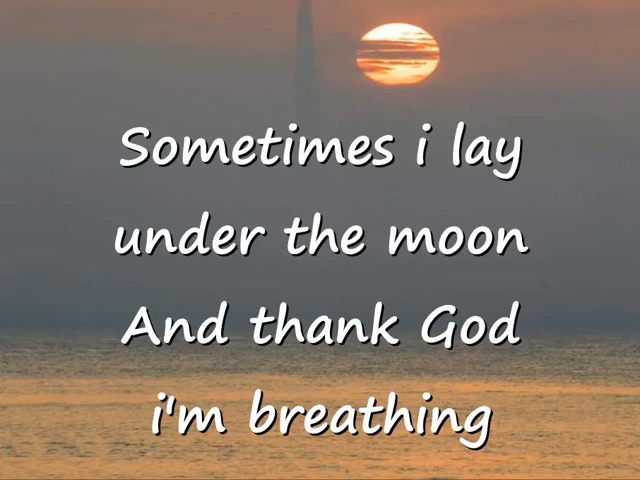 Sometimes i lay
under the moon
And thank God
i'm breathing